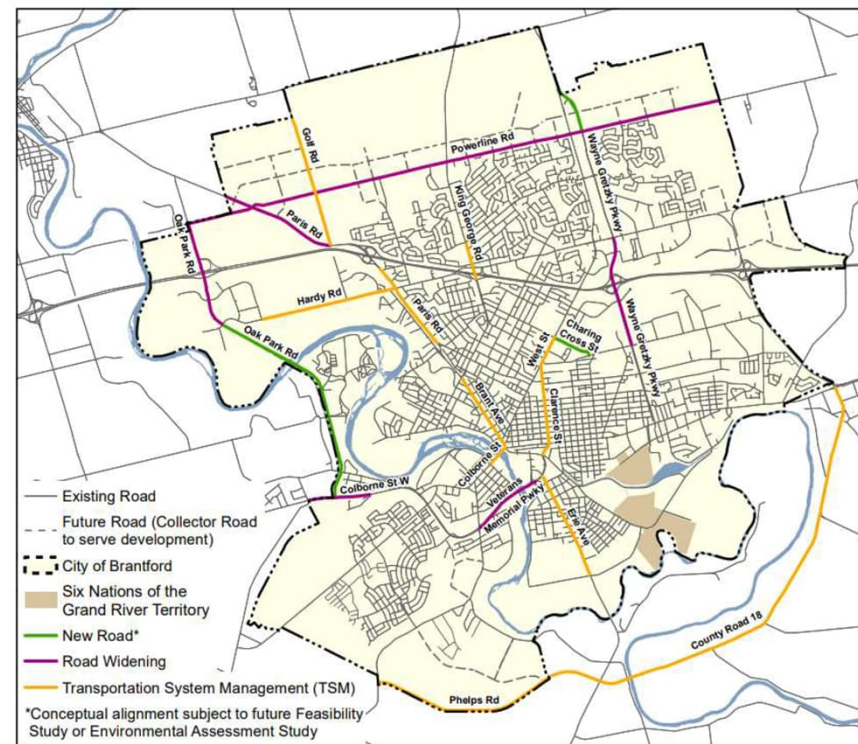 Golf Rd
Powerline Rd
Wayne Gretzky Pkwy
King George Rd
Oak Park Rd
Paris Rd
Hardy Rd
Paris Rd
Wayne Gretzky Pkwy
Oak Park Rd
West St
Charing
Cross St
Brant Ave
Clarence St
Colborne St
Colborne St W
Veterans
Memorial Pwky
Erie Ave
County Road 18
Phelps Rd
Existing Road
Future Road (Collector Road
to serve development)
City of Brantford
Six Nations of the
Grand River Territory
New Road*
Road Widening
Transportation System Management (TSM)
*Conceptual alignment subject to future Feasibility
Study or Environmental Assessment Study